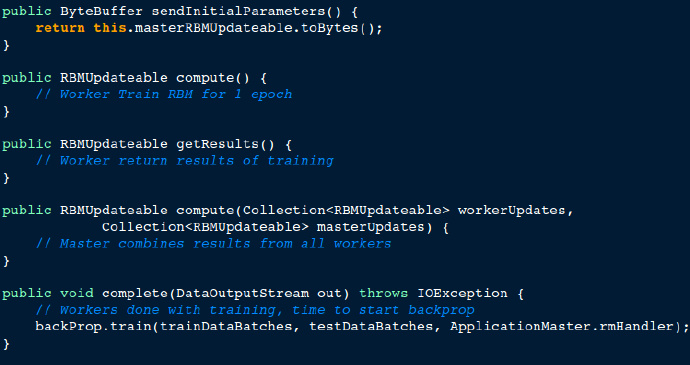 public ByteBuffer sendInitialParameters() {
    return this.masterRBMUpdateable.toBytes();
}
public RBMUpdateable compute() {
    // Worker Train RBM for 1 epoch
}
public RBMUpdateable getResults() {
    // Worker return results of training
}
public RBMUpdateable compute(Collection<RBMUpdateable> workerUpdates,
            Collection<RBMUpdateable> masterUpdates) {
    // Master combines results from all workers
}
public void complete(DataOutputStream out) throws IOException {
    // Workers done with training, time to start backprop
    backProp.train(trainDataBatches, testDataBatches, ApplicationMaster.rmHandler);
}